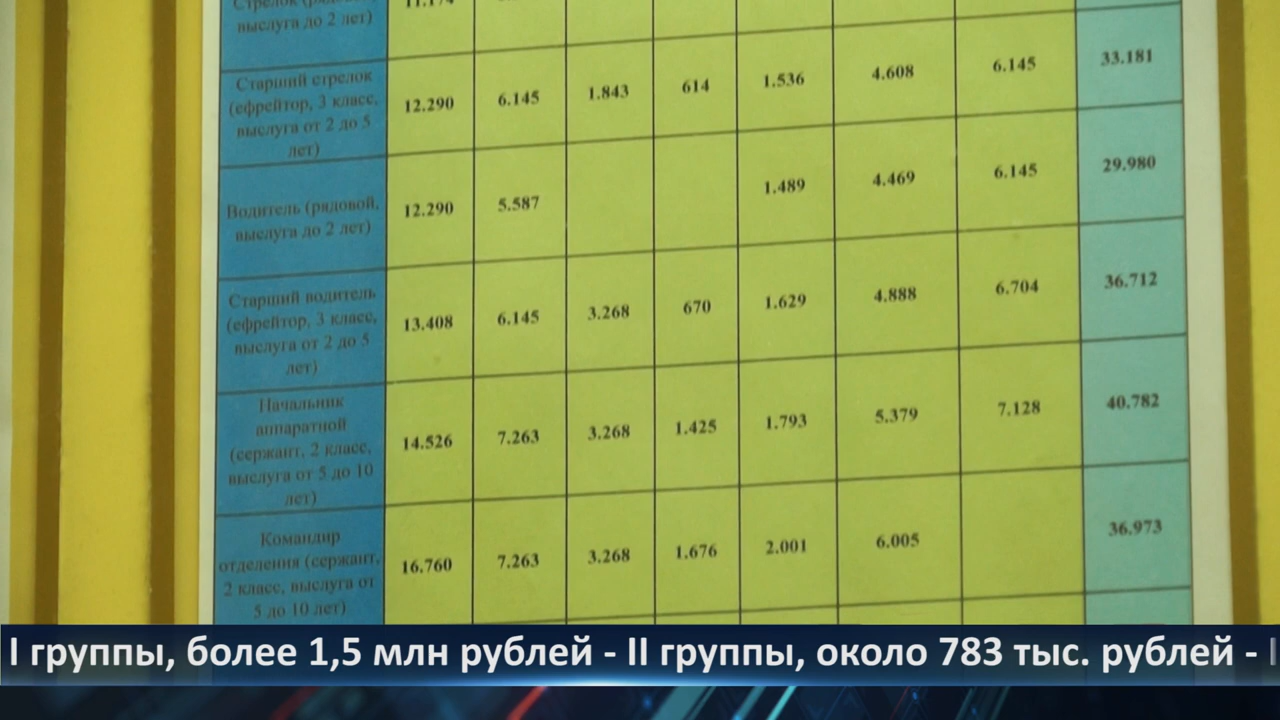 выслуга до 2 лет)
Старший стрелок
(ефрейтор, 3 класс,
выслуга от 2 до 5
лет)
12.290 6.145 1.843 614 1.536 4.608 6.145 33.181
Водитель (рядовой,
выслуга до 2 лет)
12.290 5.587 1.489 4.469 6.145 29.980
Старший водитель
(ефрейтор, 3 класс,
выслуга от 2 до 5
лет)
13.408 6.145 3.268 670 1.629 4.888 6.704 36.712
Начальник
аппаратной
(сержант, 2 класс,
выслуга от 5 до 10
лет)
14.526 7.263 3.268 1.425 1.793 5.379 7.128 40.782
Командир
отделения (сержант,
2 класс, выслуга от
5 до 10 лет)
16.760 7.263 3.268 1.676 2.001 6.005 36.973
I группы, более 1,5 млн рублей - II группы, около 783 тыс. рублей -